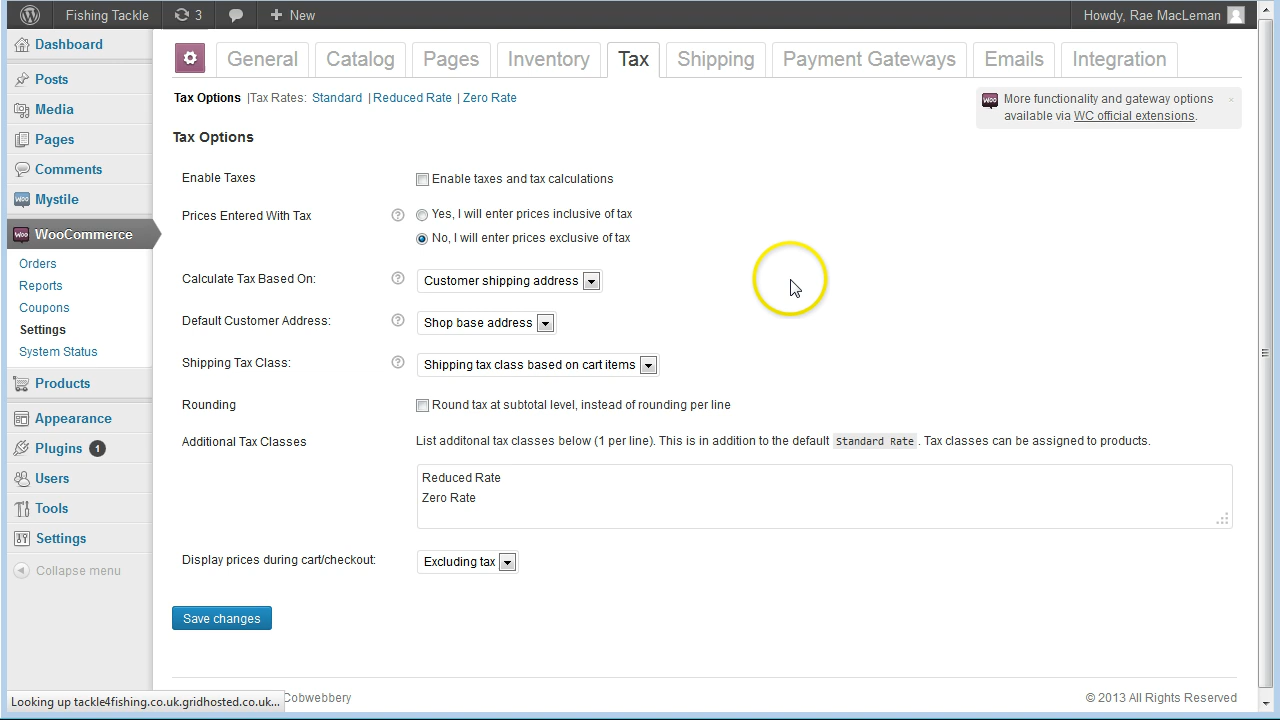 Fishing Tackle 3 New Howdy, Rae MacLeman
Dashboard
Posts
Media
Pages
Comments
Mystile
WooCommerce
Orders
Reports
Coupons
Settings
System Status
Products
Appearance
Plugins 1
Users
Tools
Settings
Collapse menu
General Catalog Pages Inventory Tax Shipping Payment Gateways Emails Integration
Tax Options |Tax Rates: Standard | Reduced Rate | Zero Rate
More functionality and gateway options
available via WC official extensions.
Tax Options
Enable Taxes Enable taxes and tax calculations
Prices Entered With Tax ? Yes, I will enter prices inclusive of tax
No, I will enter prices exclusive of tax
Calculate Tax Based On: ? Customer shipping address
Default Customer Address: ? Shop base address
Shipping Tax Class: ? Shipping tax class based on cart items
Rounding Round tax at subtotal level, instead of rounding per line
Additional Tax Classes List additonal tax classes below (1 per line). This is in addition to the default Standard Rate. Tax classes can be assigned to products.
Reduced Rate
Zero Rate
Display prices during cart/checkout: Excluding tax
Save changes
Looking up tackle4fishing.co.uk.gridhosted.co.uk... Cobwebbery © 2013 All Rights Reserved